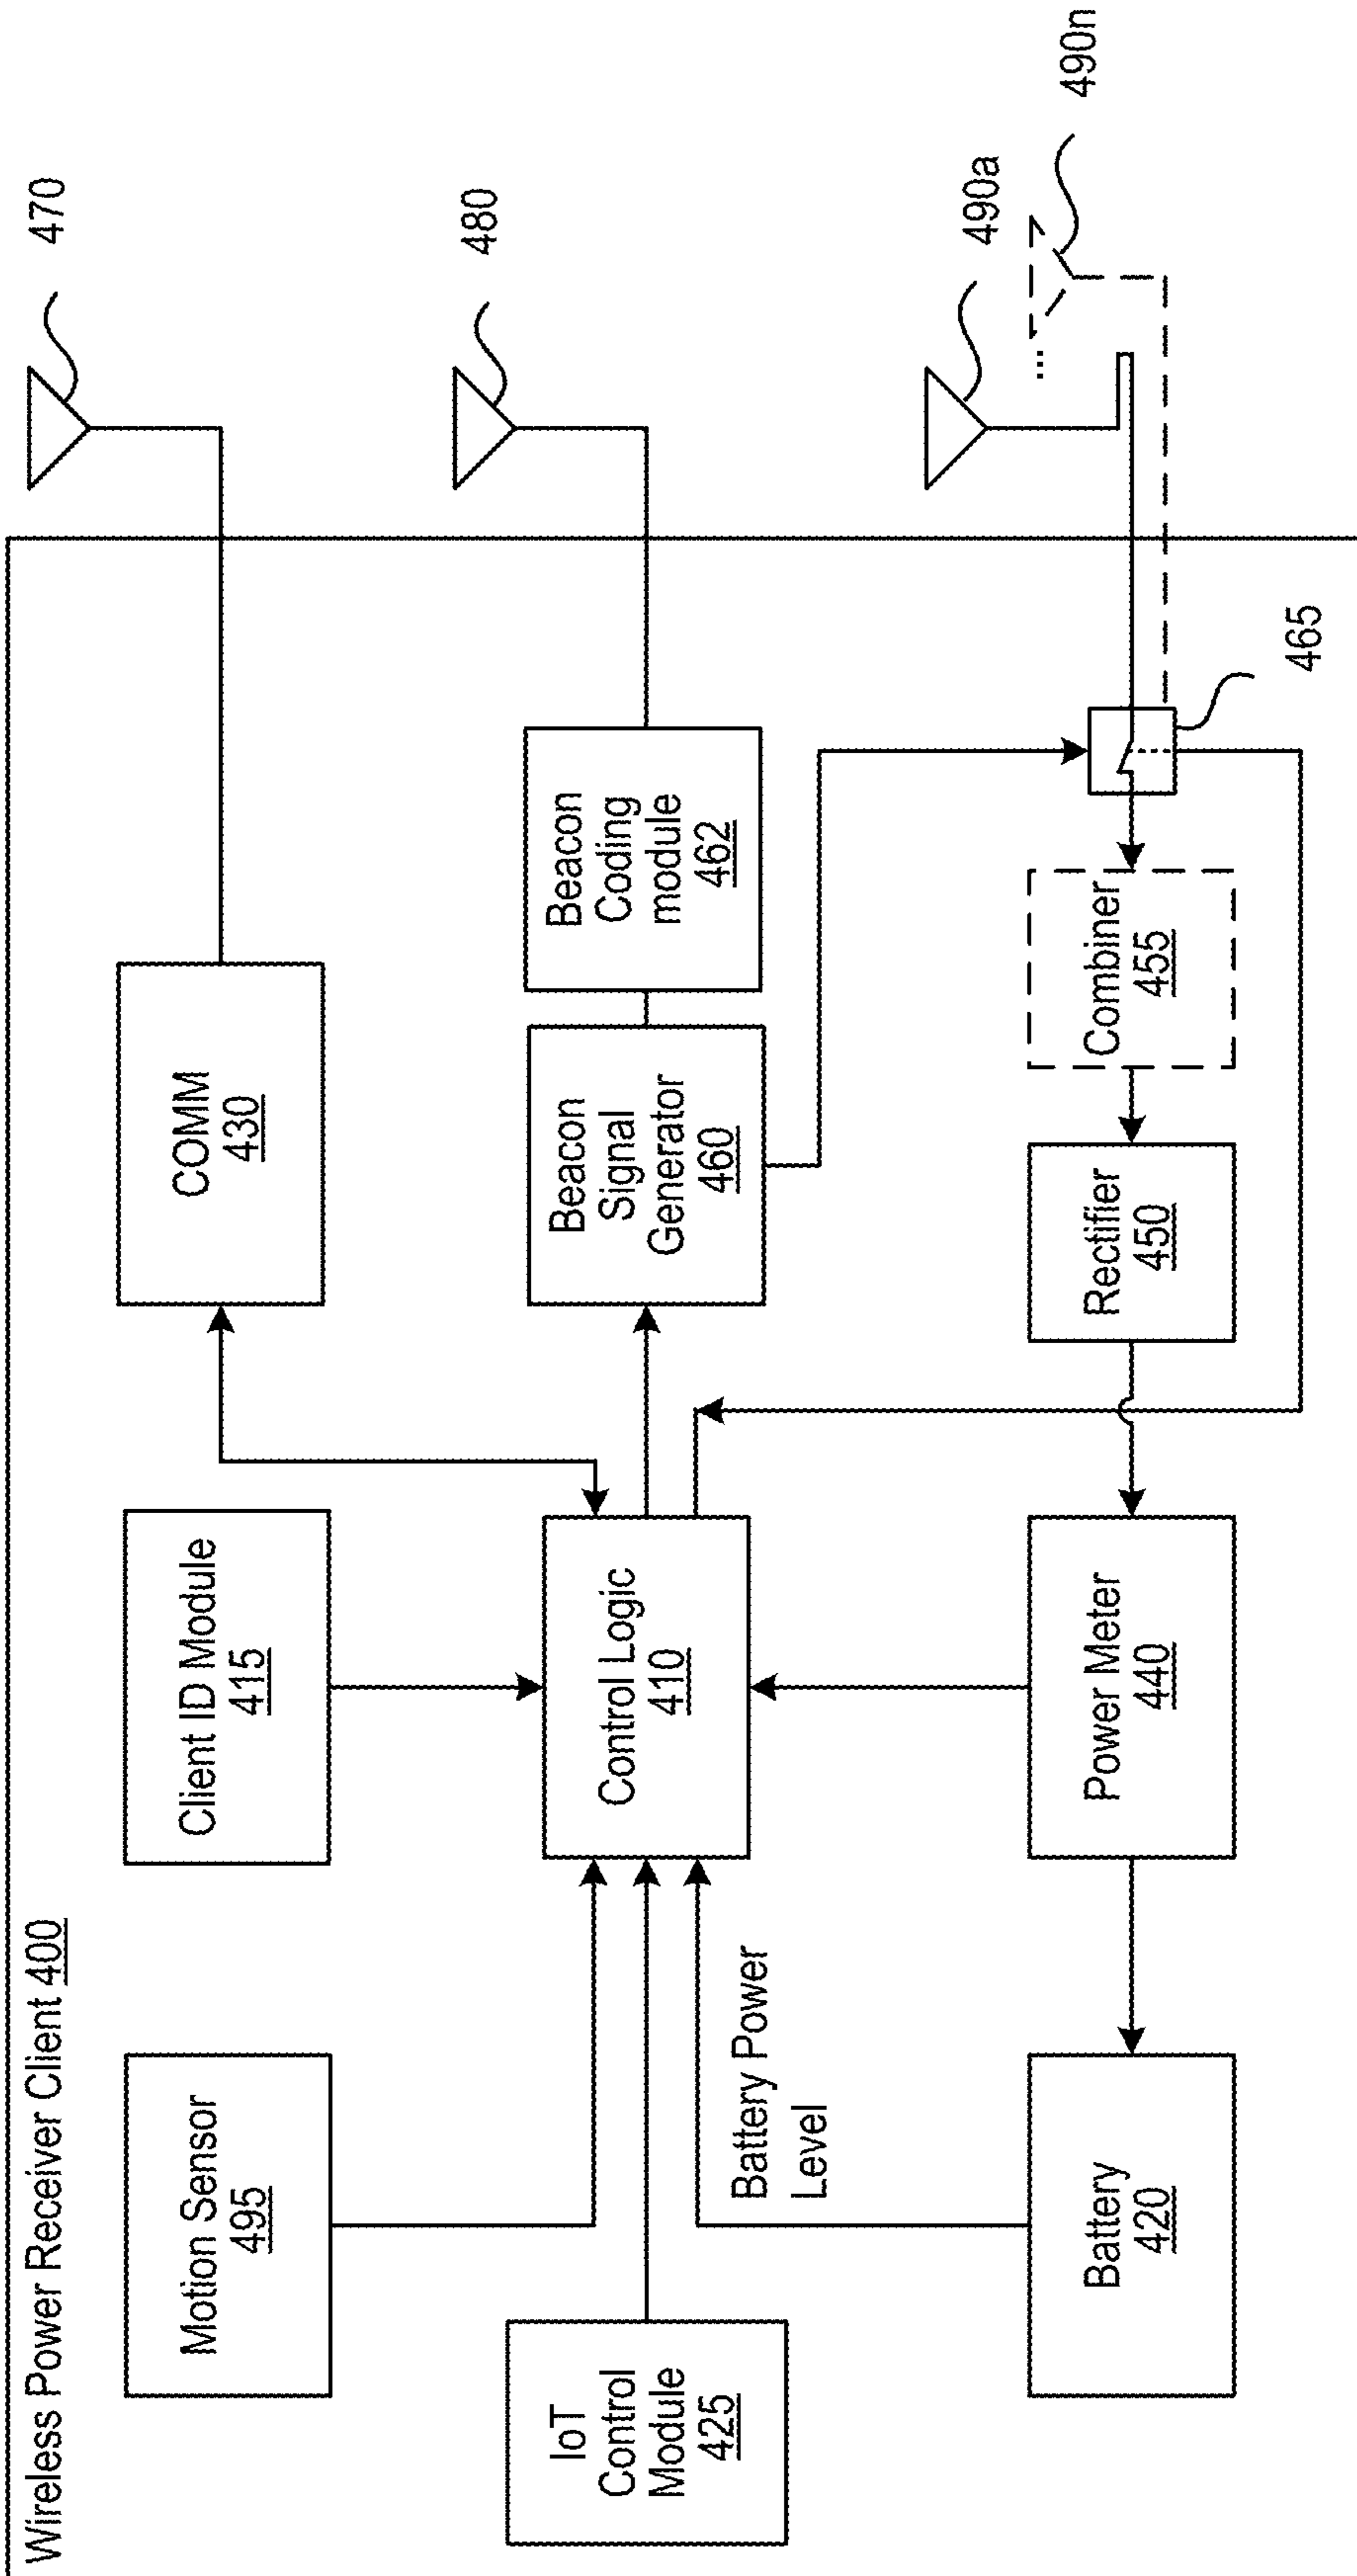 Wireless Power Receiver Client 400
Motion Sensor
495
Client ID Module
415
COMM
430
470
IoT
Control
Module
425
Control Logic
410
Beacon
Signal
Generator
460
Beacon
Coding
module
462
480
Battery Power
Level
Battery
420
Power Meter
440
Rectifier
450
Combiner
455
465
490a
...
490n